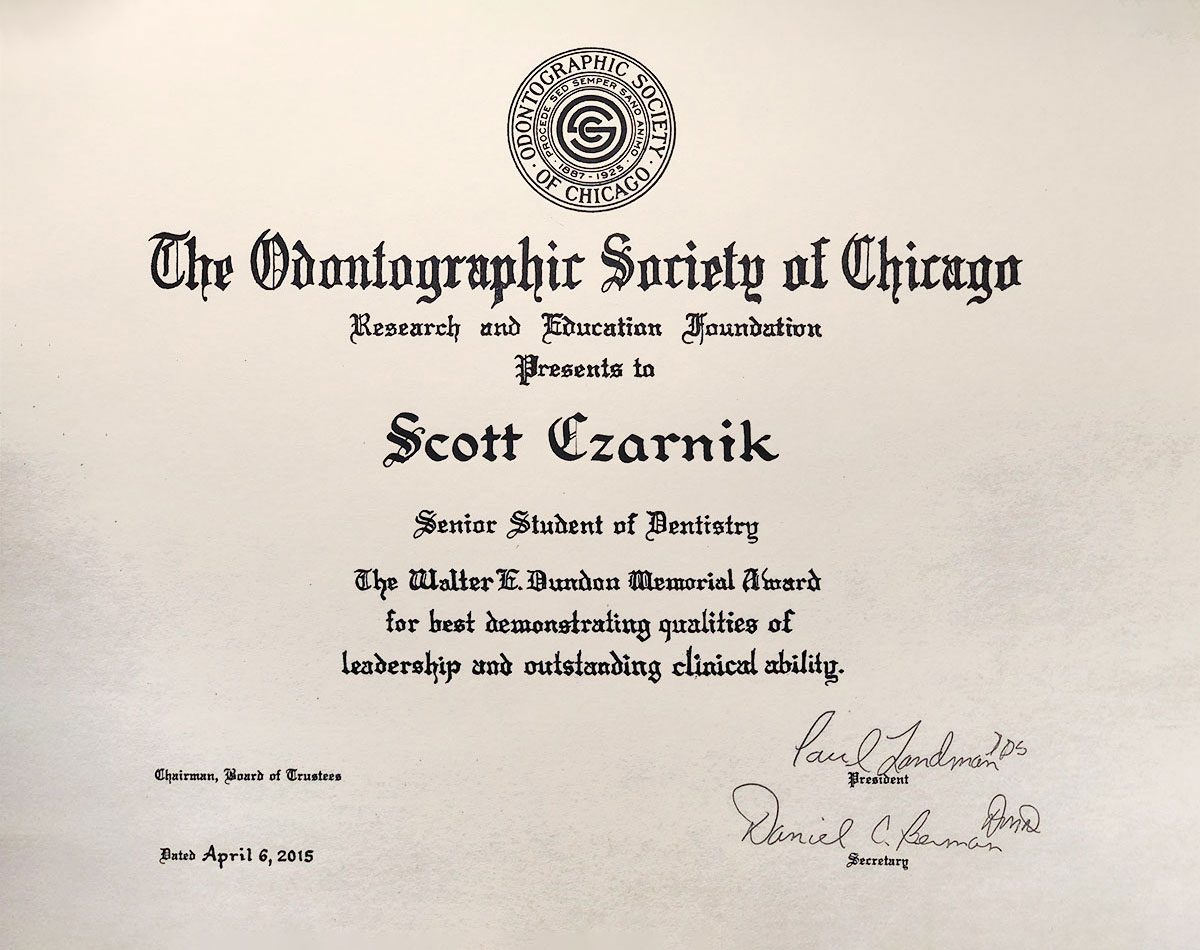 ODONTOGRAPHIC SOCIETY
PROCEDE SED SEMPER SANO ANIMO
SG
· 1887 - 1925 ·
· OF CHICAGO ·
The Odontographic Society of Chicago
Research and Education Foundation
Presents to
Scott Czarnik
Senior Student of Dentistry
The Walter E. Dundon Memorial Award
for best demonstrating qualities of
leadership and outstanding clinical ability.
Paul Landman DDS
Chairman, Board of Trustees
President
Daniel C. Berman DMD
Dated April 6, 2015
Secretary